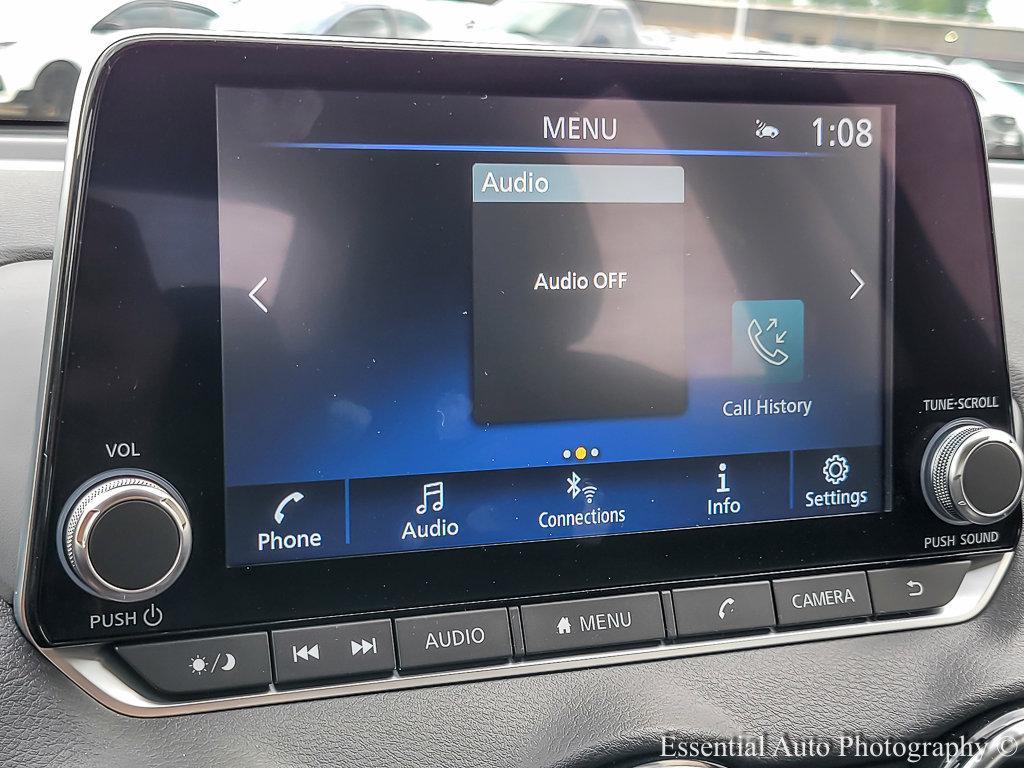 MENU
1:08
Audio
Audio OFF
Call History
Phone
Audio
Connections
Info
Settings
VOL
PUSH
TUNE·SCROLL
PUSH SOUND
AUDIO
MENU
CAMERA
Essential Auto Photography ©